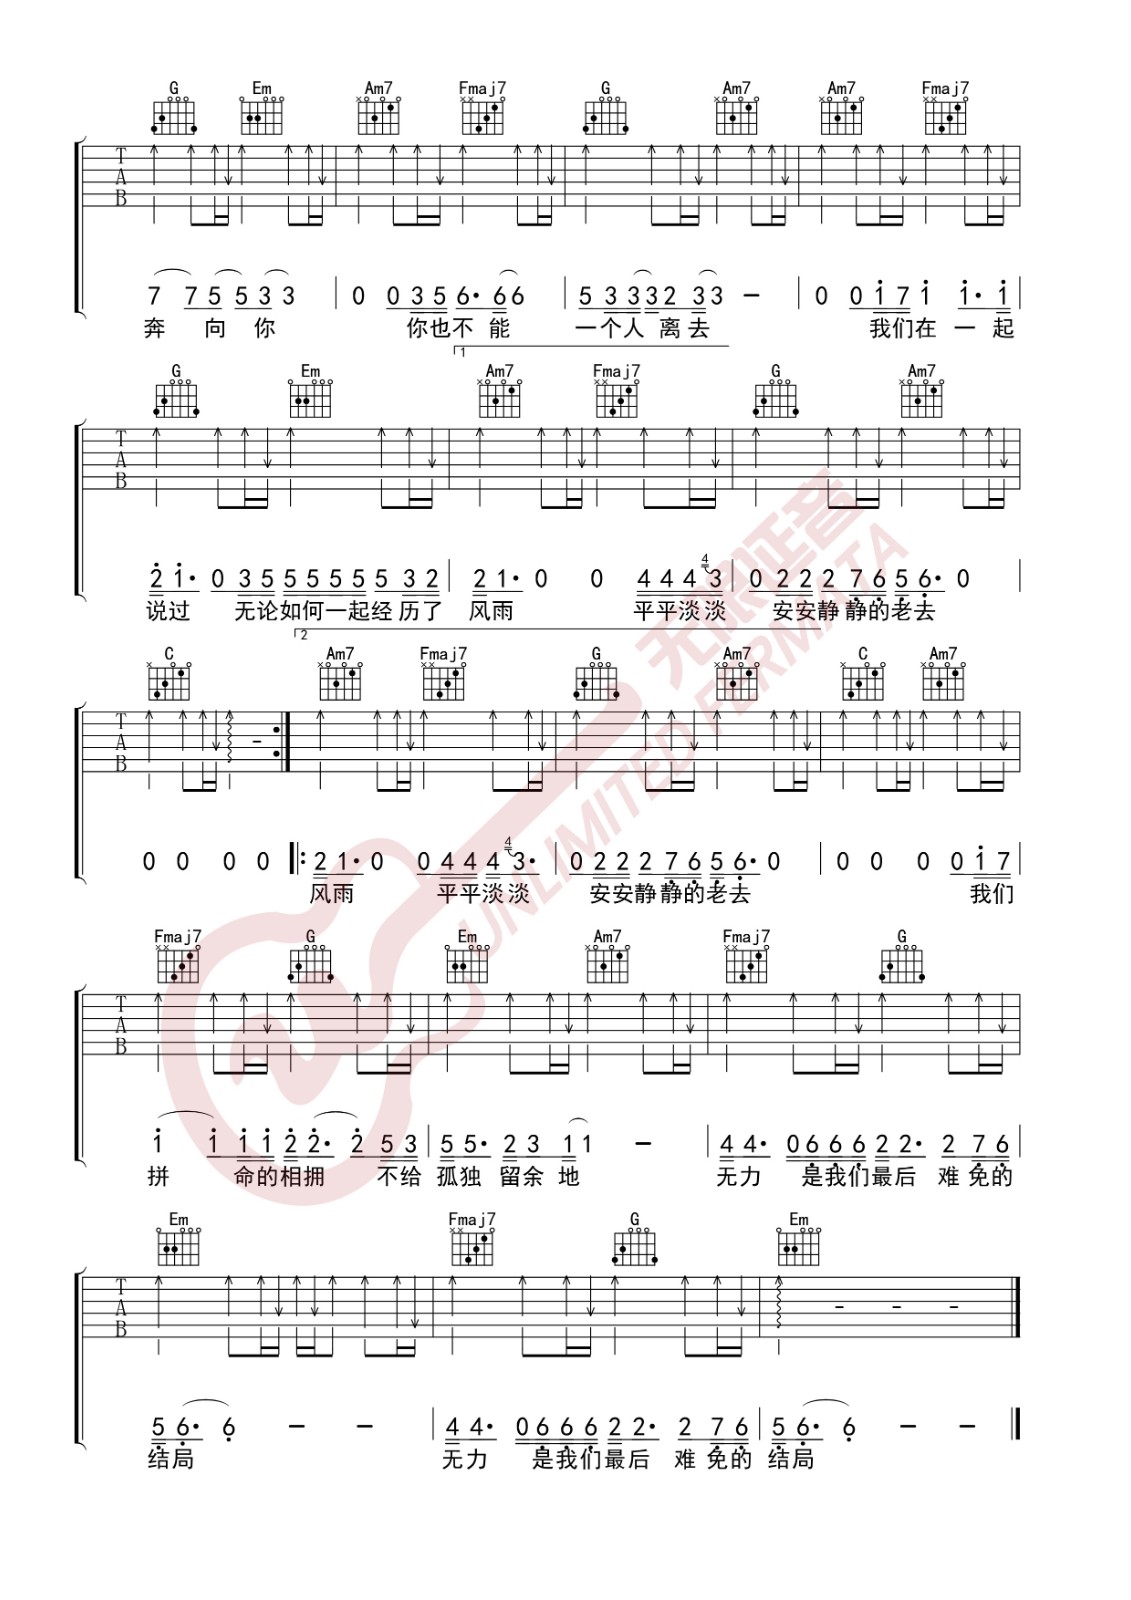 G Em Am7 Fmaj7 G Am7 Am7 Fmaj7
T A B
7 7 5 5 3 3 | 0 0 3 5 6· 6 6 | 5 3 3 3 2 3 3 – | 0 0 1 7 1 1· 1 |
奔 向 你 你也不 能 一个人 离去 我们在 一 起
1
G Em Am7 Fmaj7 G Am7
T A B
2 1· 0 3 5 5 5 5 5 5 3 2 | 2 1· 0 0 4 4 4 4 3 | 0 2 2 2 7 6 5 6· 0 |
说过 无论如何一起经 历了 风雨 平平淡淡 安安静 静的老去
2
C Am7 Fmaj7 G Am7 C Am7
T A B
–
0 0 0 0 2 1· 0 0 4 4 4 4 3· | 0 2 2 2 7 6 5 6· 0 | 0 0 0 0 1 7
风雨 平平淡淡 安安静静的老去 我们
无限延音
UNLIMITED FERMATA
Fmaj7 G Em Am7 Fmaj7 G
T A B
1 1 1 1 2 2· 2 5 3 | 5 5· 2 3 1 1 – | 4 4· 0 6 6 6 2 2· 2 7 6 |
拼 命的相拥 不给 孤独 留余 地 无力 是我们最后 难 免的
Em Fmaj7 G Em
T A B
– – –
5 6· 6 – – | 4 4· 0 6 6 6 2 2· 2 7 6 | 5 6· 6 – –
结局 无力 是我们最后 难 免的 结局